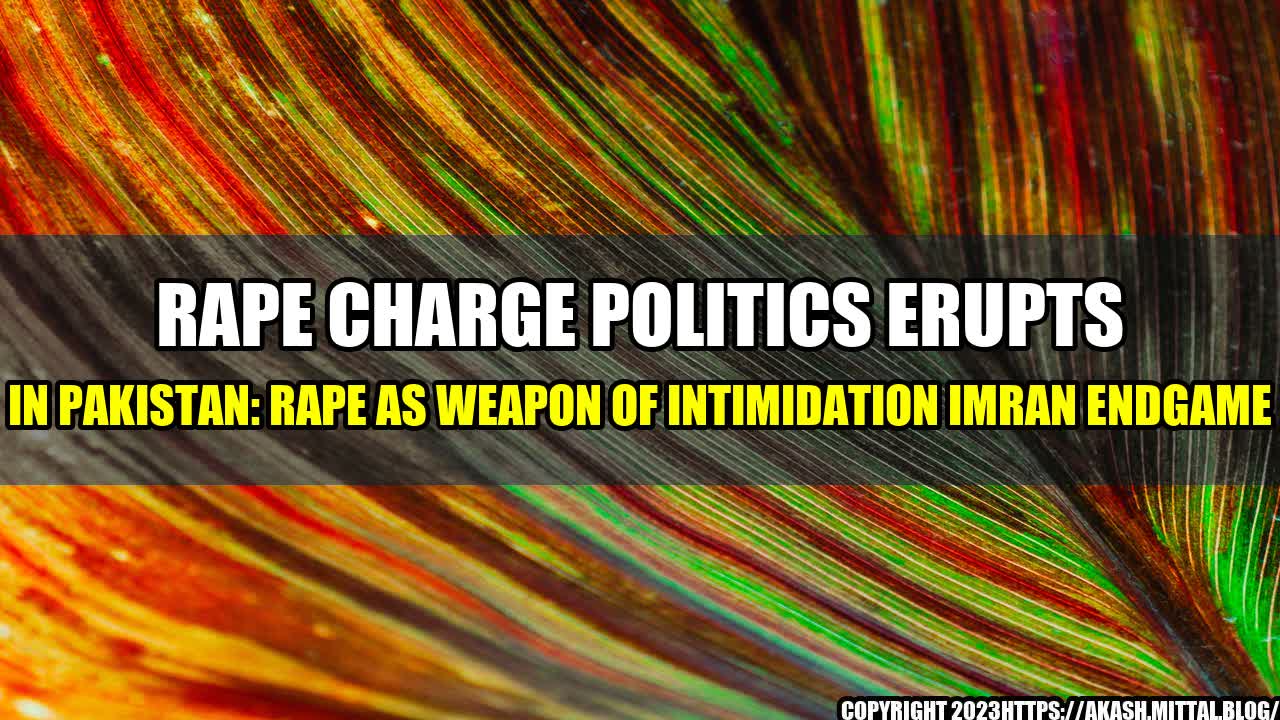 RAPE CHARGE POLITICS ERUPTS
IN PAKISTAN: RAPE AS WEAPON OF INTIMIDATION IMRAN ENDGAME
COPYRIGHT 2023HTTPS://AKASH.MITTAL.BLOG/